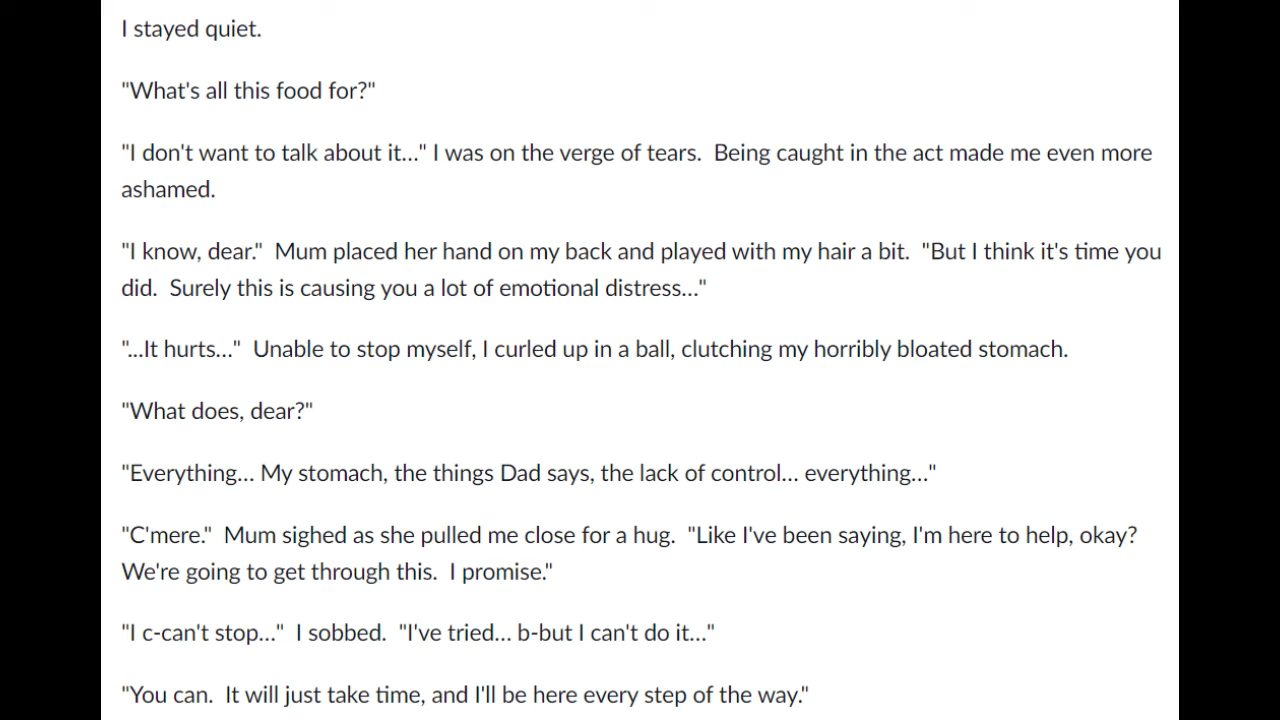 I stayed quiet.
"What's all this food for?"
"I don't want to talk about it..." I was on the verge of tears.  Being caught in the act made me even more
ashamed.
"I know, dear."  Mum placed her hand on my back and played with my hair a bit.  "But I think it's time you
did.  Surely this is causing you a lot of emotional distress..."
"...It hurts..."  Unable to stop myself, I curled up in a ball, clutching my horribly bloated stomach.
"What does, dear?"
"Everything... My stomach, the things Dad says, the lack of control... everything..."
"C'mere."  Mum sighed as she pulled me close for a hug.  "Like I've been saying, I'm here to help, okay?
We're going to get through this.  I promise."
"I c-can't stop..."  I sobbed.  "I've tried... b-but I can't do it..."
"You can.  It will just take time, and I'll be here every step of the way."